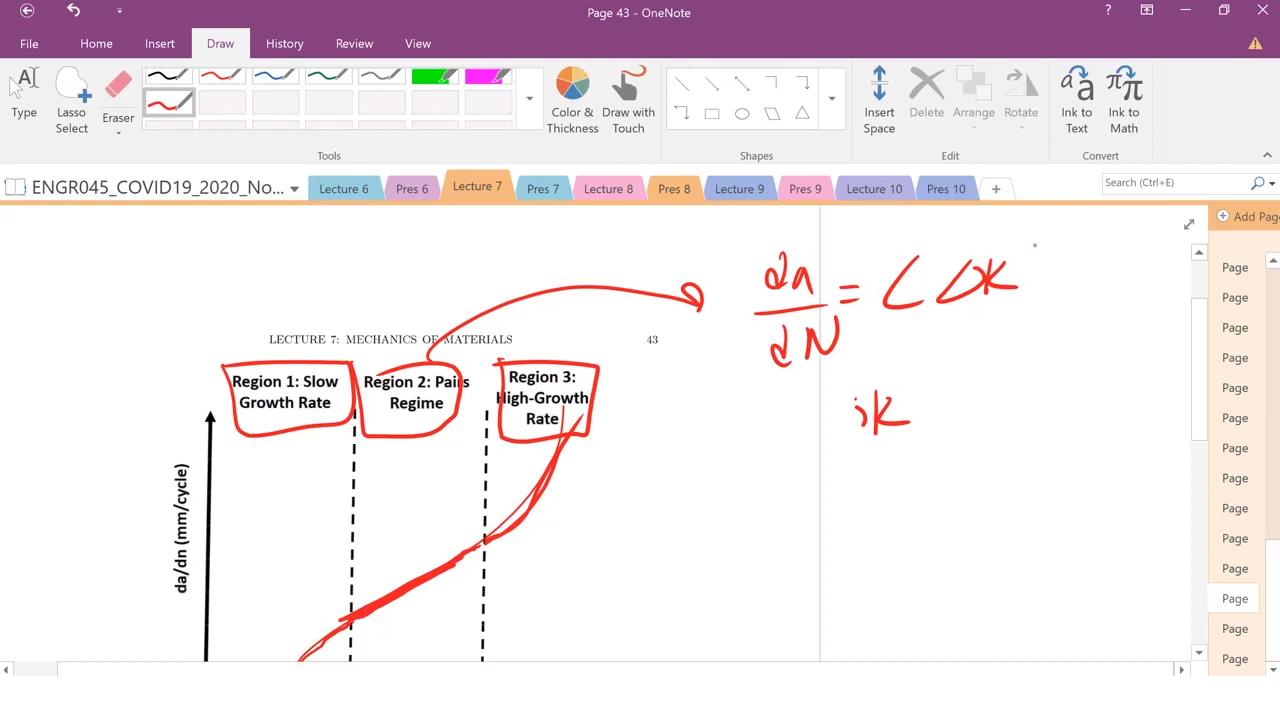 Page 43 - OneNote
File Home Insert Draw History Review View
Type
Lasso Select
Eraser
Color & Thickness
Draw with Touch
Insert Space
Delete
Arrange
Rotate
Ink to Text
Ink to Math
Tools
Shapes
Edit
Convert
ENGR045_COVID19_2020_No...
Lecture 6 Pres 6 Lecture 7 Pres 7 Lecture 8 Pres 8 Lecture 9 Pres 9 Lecture 10 Pres 10
Search (Ctrl+E)
Add Page
Page
Page
Page
Page
Page
Page
Page
Page
Page
Page
Page
Page
Page
Page
LECTURE 7: MECHANICS OF MATERIALS 43
Region 1: Slow
Growth Rate
Region 2: Pairs
Regime
Region 3:
High-Growth
Rate
da/dn (mm/cycle)
da/dN = C ΔK